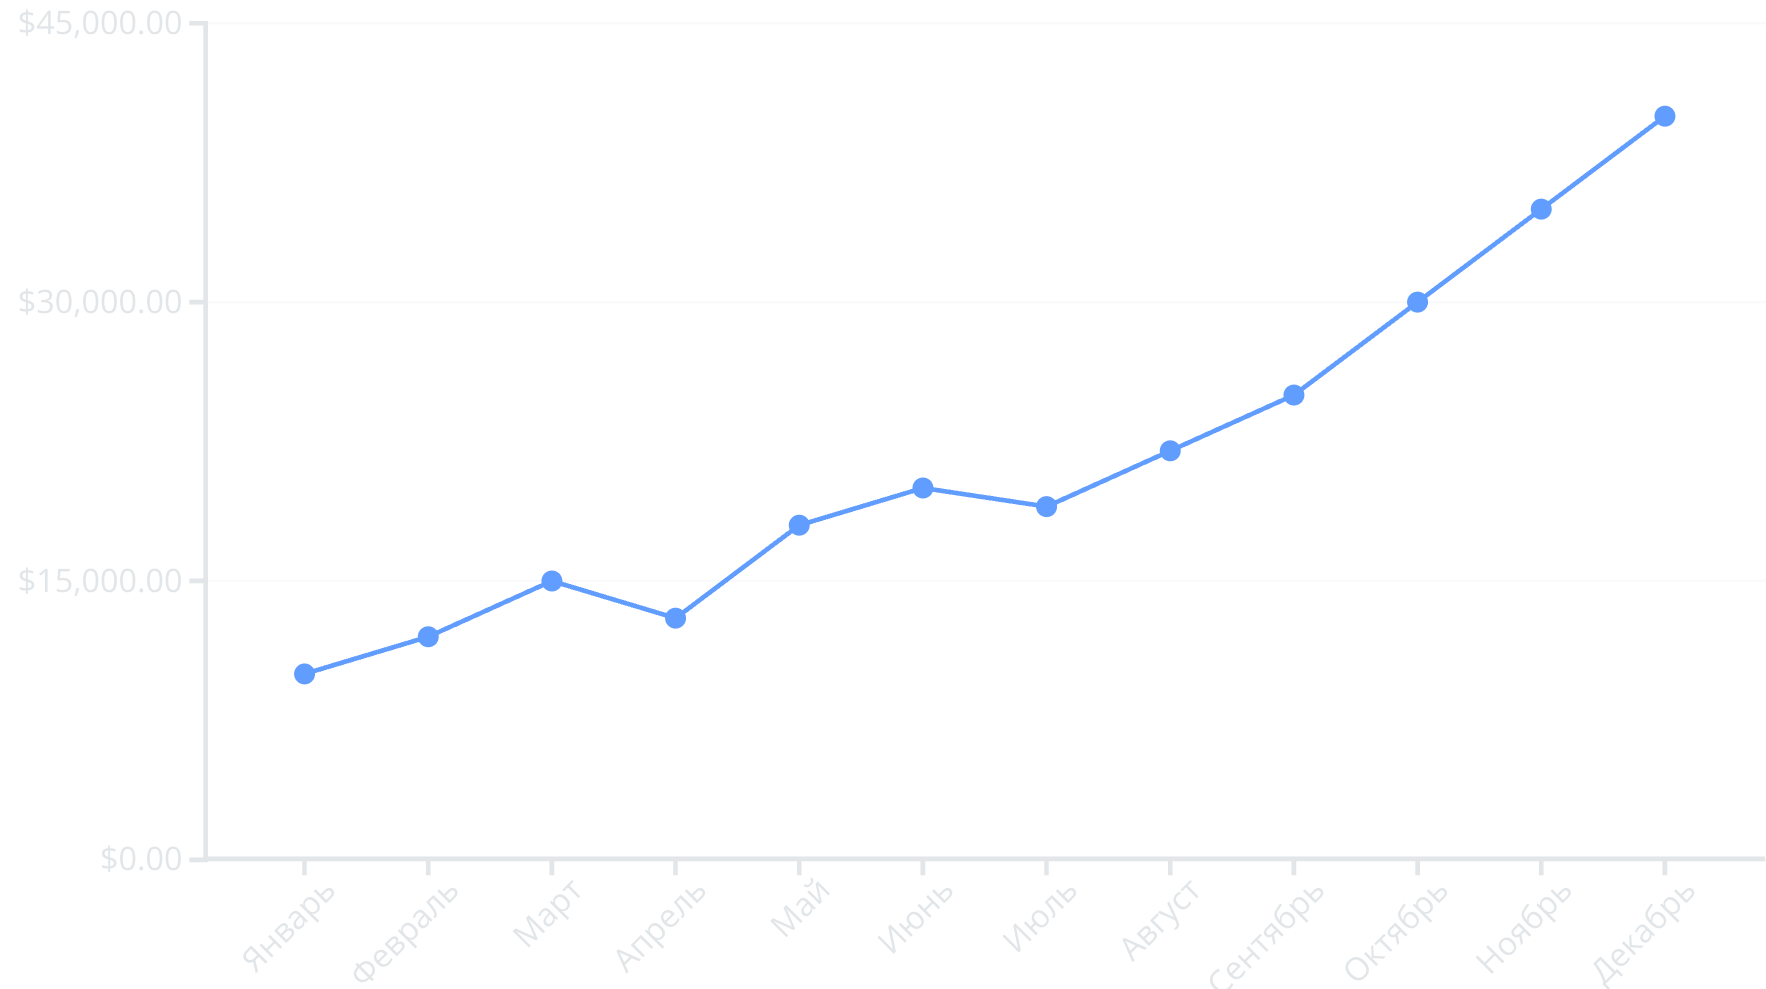 $45,000.00
$30,000.00
$15,000.00
$0.00
Январь
Февраль
Март
Апрель
Май
Июнь
Июль
Август
Сентябрь
Октябрь
Ноябрь
Декабрь